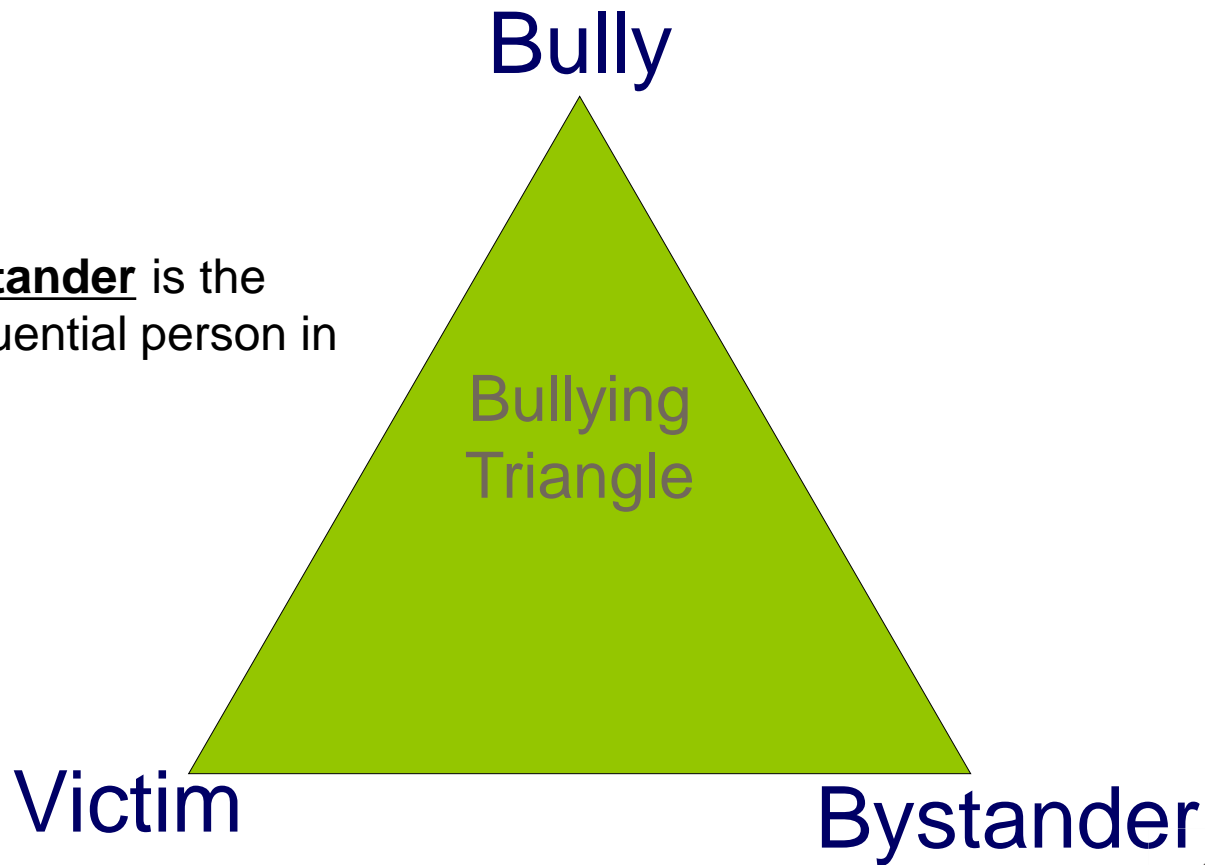 Bully
tander is the
uential person in
Bullying
Triangle
Victim
Bystander